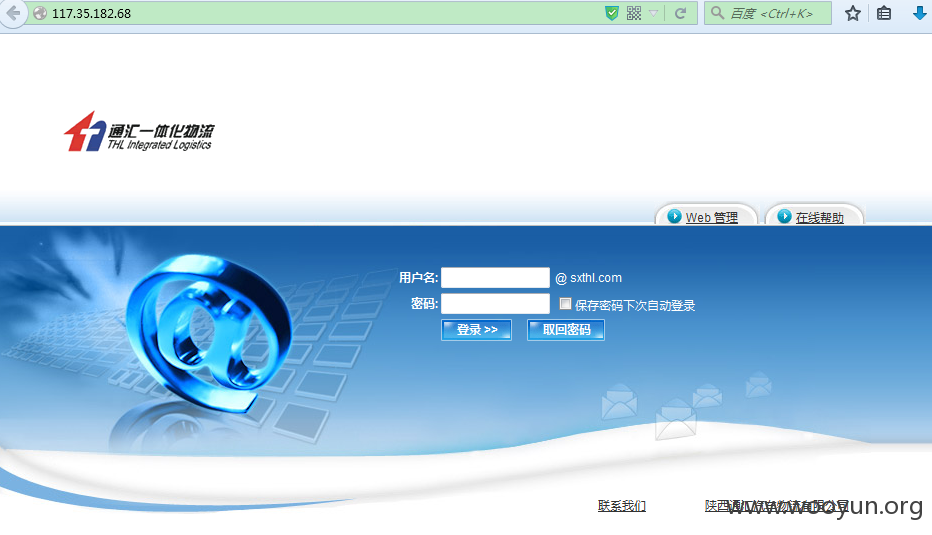 117.35.182.68
百度 <Ctrl+K>
通汇一体化物流
THL Integrated Logistics
Web 管理 在线帮助
用户名: @ sxthl.com
密码: 保存密码下次自动登录
登录 >> 取回密码
联系我们 陕西通汇
www.wooyun.org